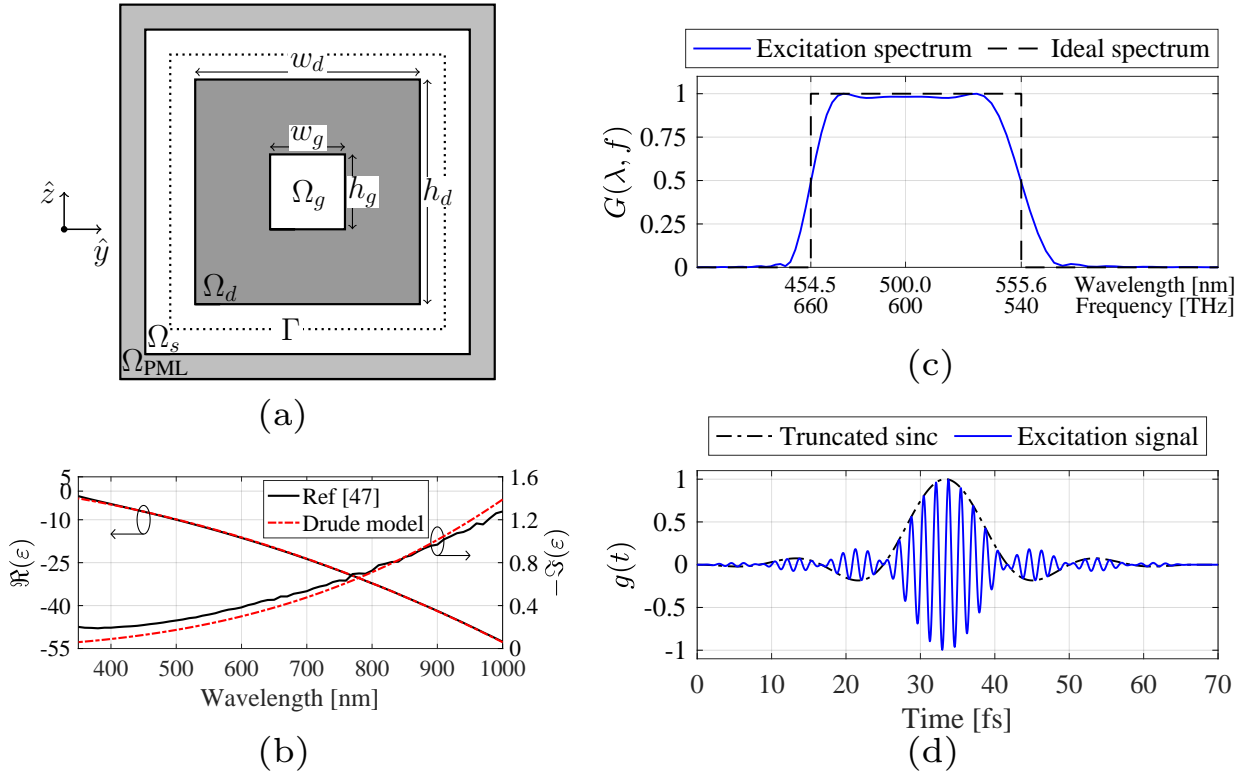 w_d
w_g
Ω_g
h_g
h_d
ẑ
ŷ
Ω_d
Γ
Ω_s
Ω_PML
(a)
Excitation spectrum
Ideal spectrum
1
0.75
0.5
0.25
0
G(λ, f)
454.5 500.0 555.6 Wavelength [nm]
660 600 540 Frequency [THz]
(c)
5
0
-10
-25
-40
-55
ℜ(ε)
Ref [47]
Drude model
1.6
1.2
0.8
0.4
0
−ℑ(ε)
400 500 600 700 800 900 1000
Wavelength [nm]
(b)
Truncated sinc
Excitation signal
1
0.5
0
-0.5
-1
g(t)
0 10 20 30 40 50 60 70
Time [fs]
(d)